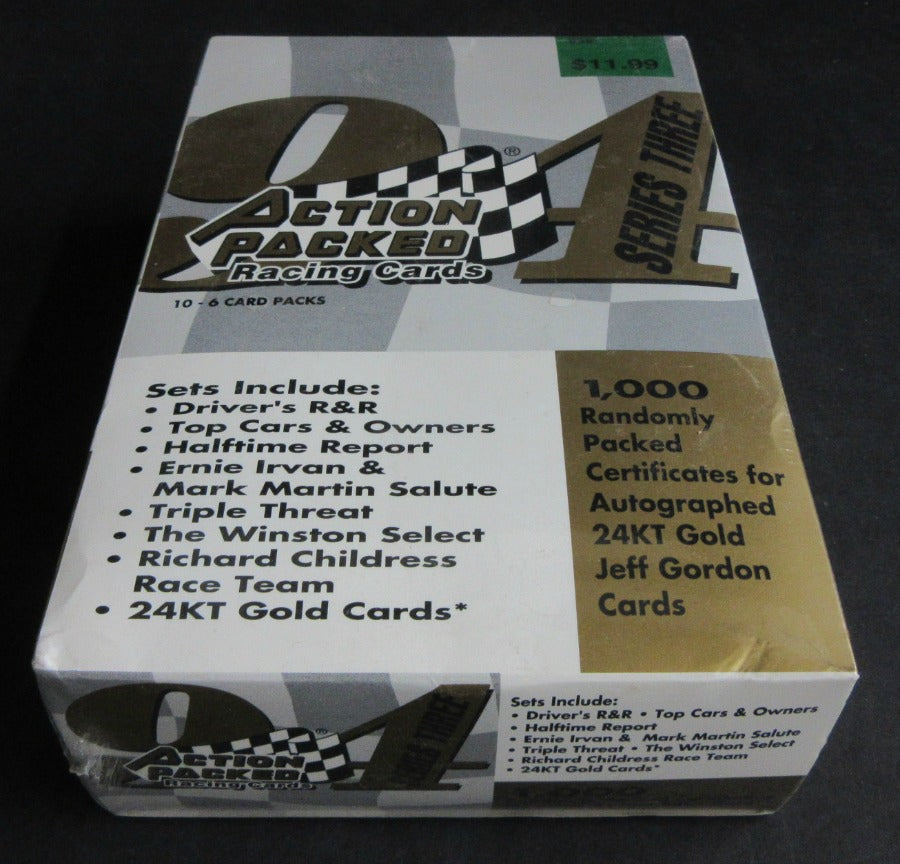 $11.99
94
SERIES THREE
ACTION
PACKED
Racing Cards
®
10 - 6 CARD PACKS
Sets Include:
• Driver's R&R
• Top Cars & Owners
• Halftime Report
• Ernie Irvan &
Mark Martin Salute
• Triple Threat
• The Winston Select
• Richard Childress
Race Team
• 24KT Gold Cards*
1,000
Randomly
Packed
Certificates for
Autographed
24KT Gold
Jeff Gordon
Cards
94
SERIES THREE
ACTION
PACKED
Racing Cards
®
Sets Include:
• Driver's R&R • Top Cars & Owners
• Halftime Report
• Ernie Irvan & Mark Martin Salute
• Triple Threat • The Winston Select
• Richard Childress Race Team
• 24KT Gold Cards*
1,000